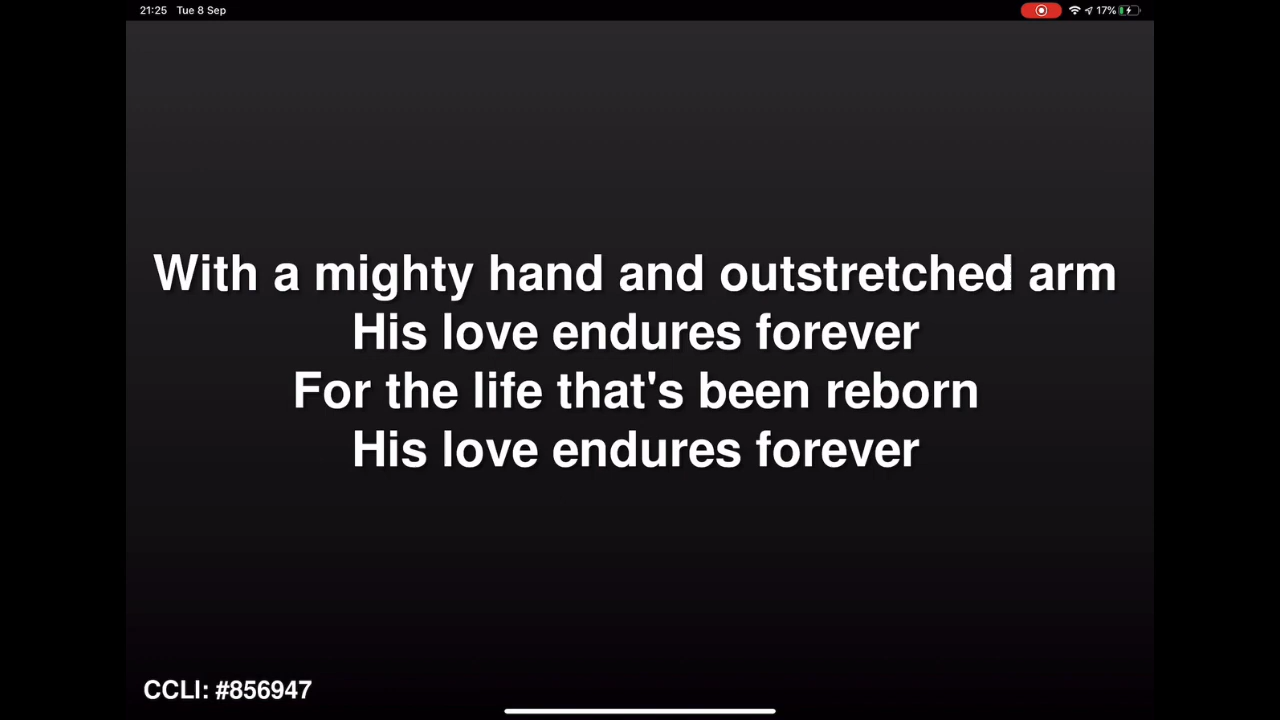 21:25 Tue 8 Sep 17%
With a mighty hand and outstretched arm
His love endures forever
For the life that's been reborn
His love endures forever
CCLI: #856947